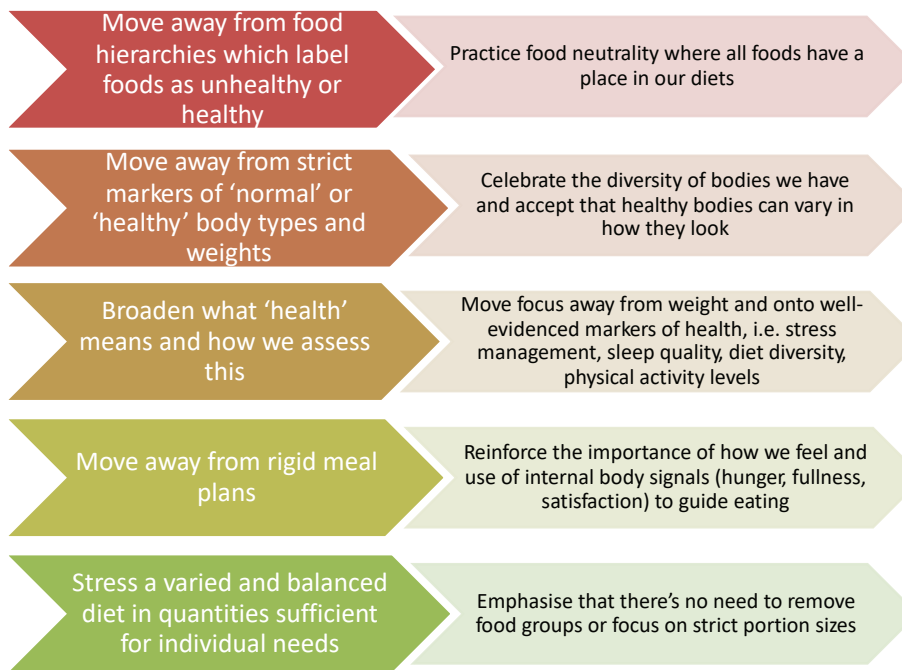 Move away from food
hierarchies which label
foods as unhealthy or
healthy
Practice food neutrality where all foods have a
place in our diets
Move away from strict
markers of ‘normal’ or
‘healthy’ body types and
weights
Celebrate the diversity of bodies we have
and accept that healthy bodies can vary in
how they look
Broaden what ‘health’
means and how we assess
this
Move focus away from weight and onto well-
evidenced markers of health, i.e. stress
management, sleep quality, diet diversity,
physical activity levels
Move away from rigid meal
plans
Reinforce the importance of how we feel and
use of internal body signals (hunger, fullness,
satisfaction) to guide eating
Stress a varied and balanced
diet in quantities sufficient
for individual needs
Emphasise that there’s no need to remove
food groups or focus on strict portion sizes